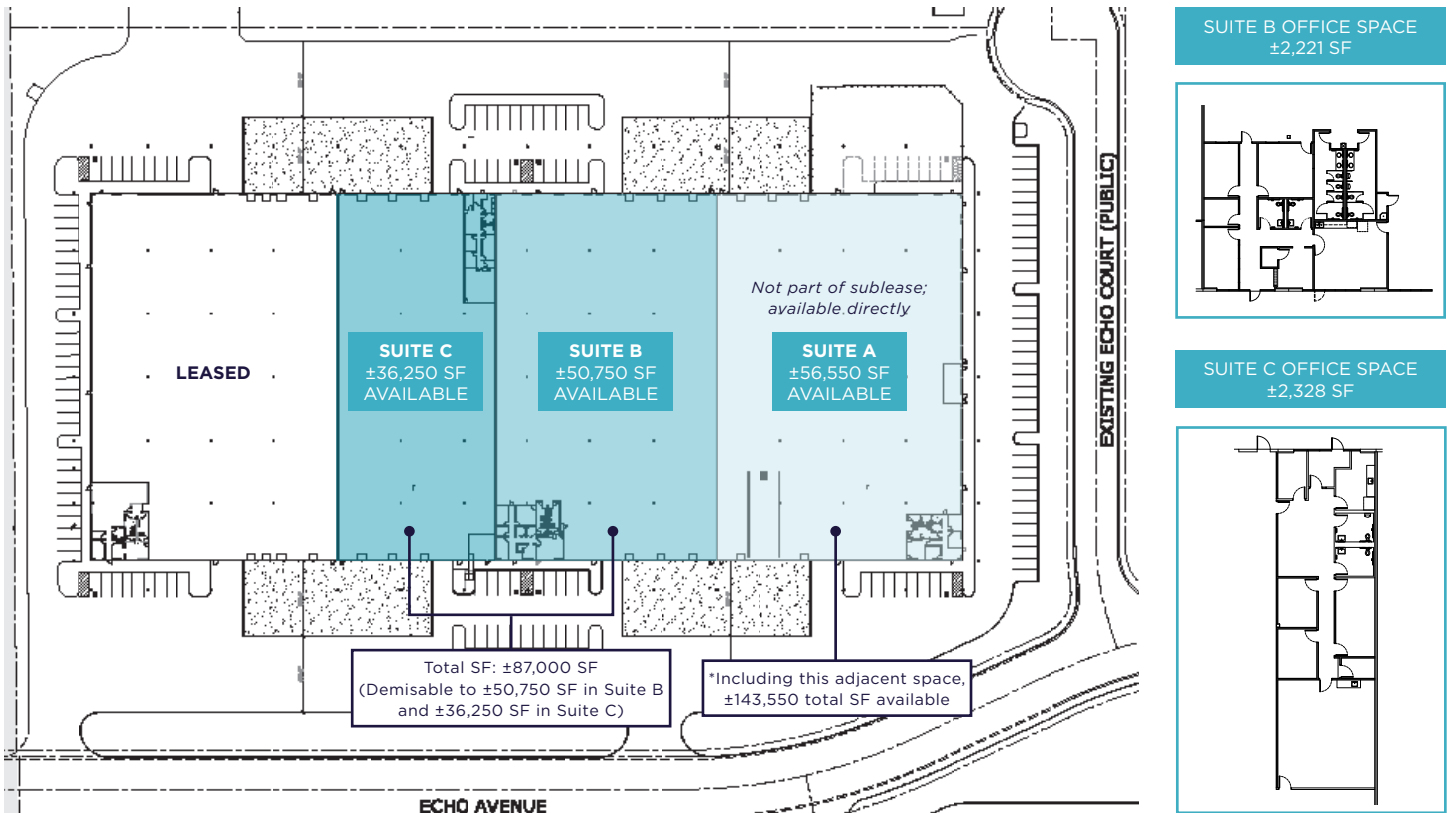 LEASED
SUITE C
±36,250 SF
AVAILABLE
SUITE B
±50,750 SF
AVAILABLE
Not part of sublease;
available directly
SUITE A
±56,550 SF
AVAILABLE
Total SF: ±87,000 SF
(Demisable to ±50,750 SF in Suite B
and ±36,250 SF in Suite C)
*Including this adjacent space,
±143,550 total SF available
ECHO AVENUE
EXISTING ECHO COURT (PUBLIC)
SUITE B OFFICE SPACE
±2,221 SF
SUITE C OFFICE SPACE
±2,328 SF